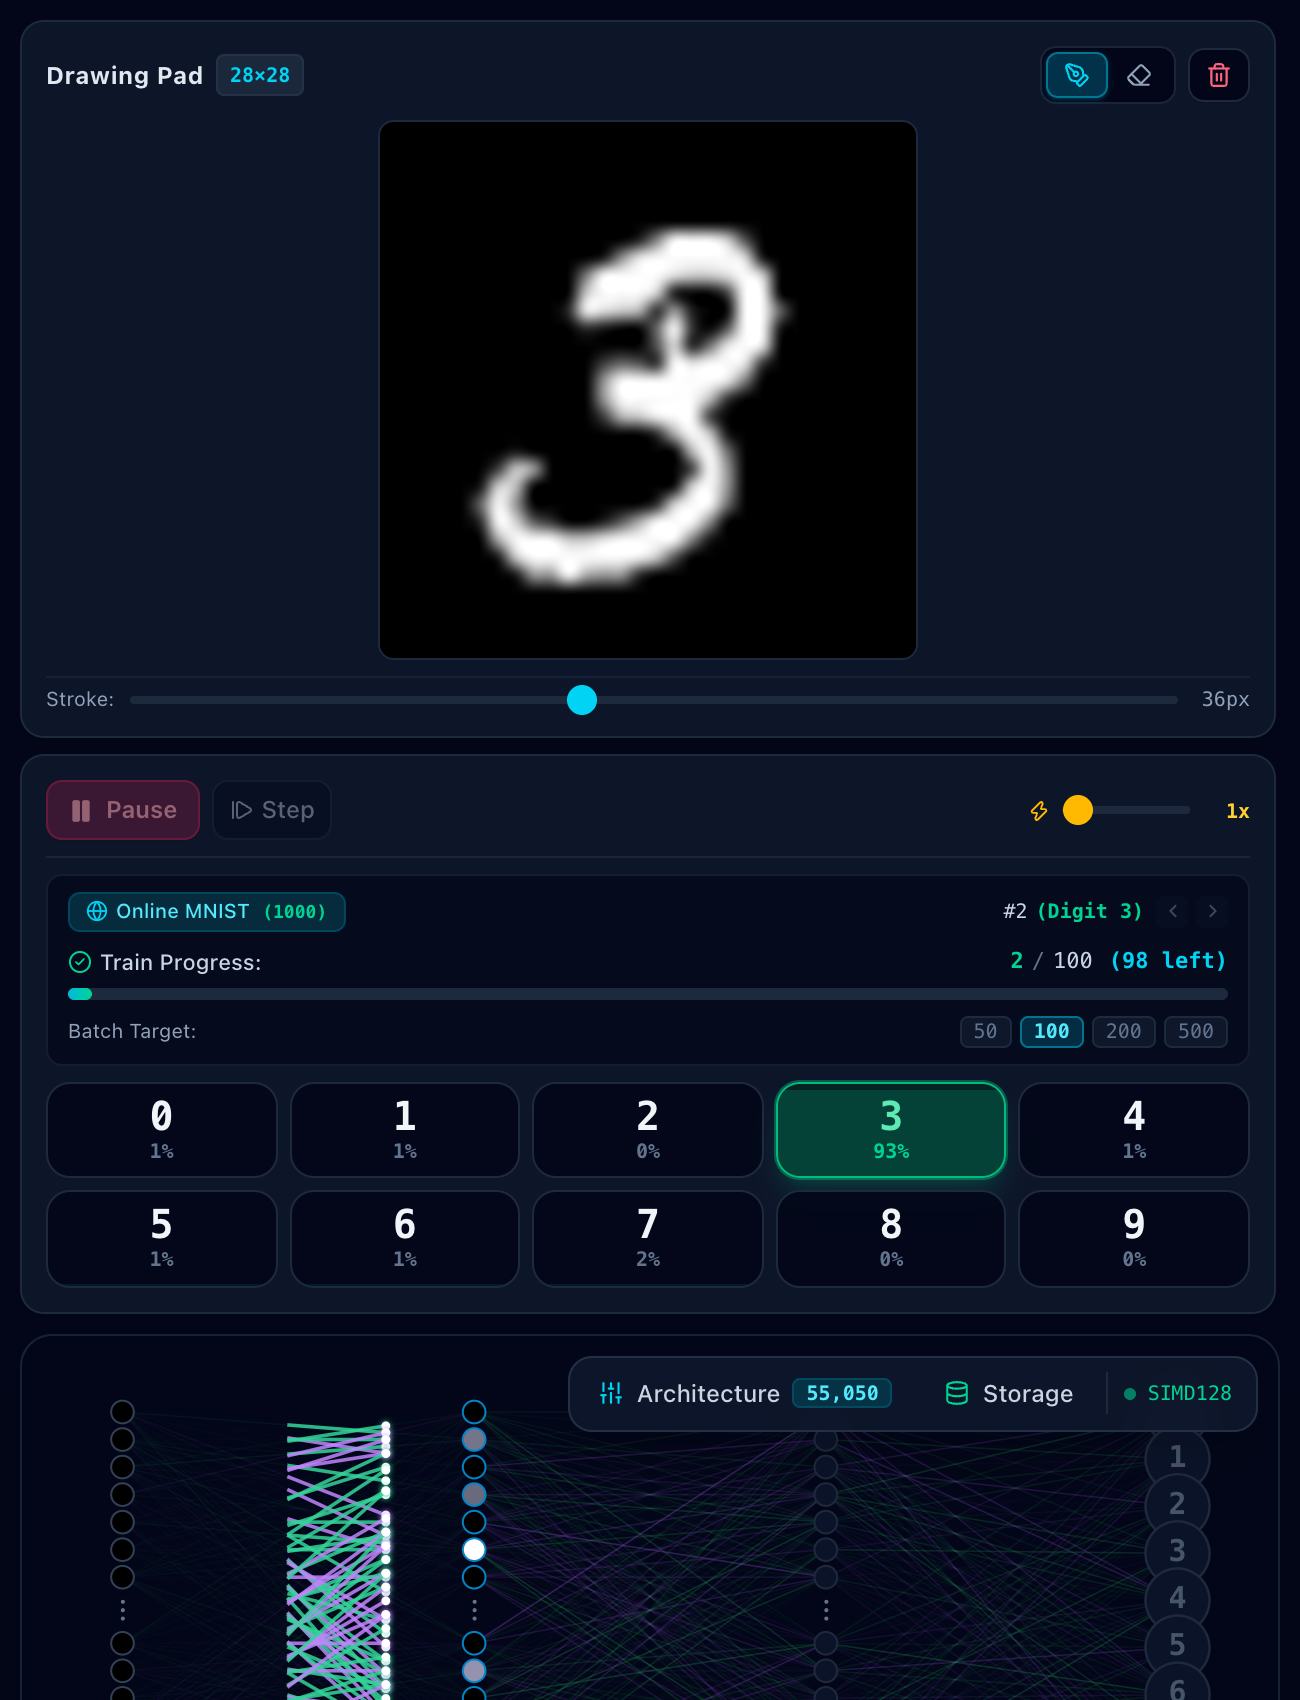 Drawing Pad 28×28
3
Stroke: 36px
Pause Step 1x
Online MNIST (1000) #2 (Digit 3)
Train Progress: 2 / 100 (98 left)
Batch Target: 50 100 200 500
0 1 2 3 4
1% 1% 0% 93% 1%
5 6 7 8 9
1% 1% 2% 0% 0%
Architecture 55,050 Storage SIMD128
1
2
3
4
5
6